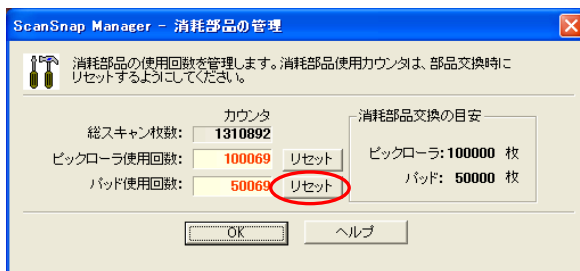 ScanSnap Manager - 消耗部品の管理
消耗部品の使用回数を管理します。消耗部品使用カウンタは、部品交換時に
リセットするようにしてください。
カウンタ
消耗部品交換の目安
総スキャン枚数: 1310892
ピックローラ使用回数: 100069 リセット
ピックローラ: 100000 枚
パッド使用回数: 50069 リセット
パッド: 50000 枚
OK ヘルプ